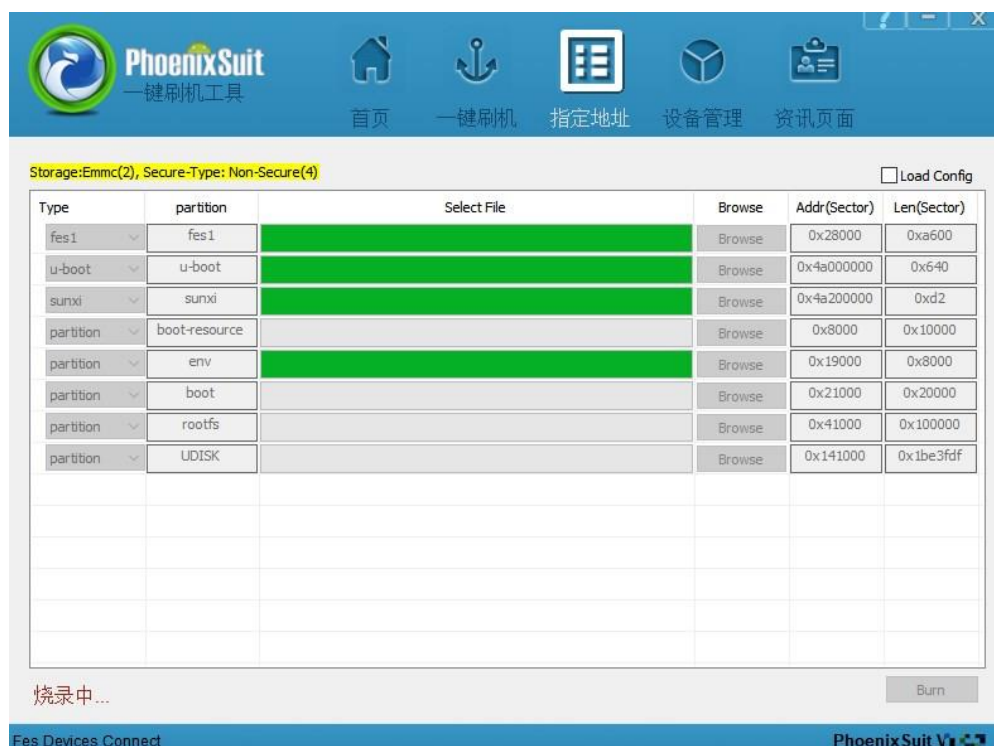 PhoenixSuit
一键刷机工具
首页 一键刷机 指定地址 设备管理 资讯页面
Storage:Emmc(2), Secure-Type: Non-Secure(4)
Load Config
Type partition Select File Browse Addr(Sector) Len(Sector)
fes1 fes1 Browse 0x28000 0xa600
u-boot u-boot Browse 0x4a000000 0x640
sunxi sunxi Browse 0x4a200000 0xd2
partition boot-resource Browse 0x8000 0x10000
partition env Browse 0x19000 0x8000
partition boot Browse 0x21000 0x20000
partition rootfs Browse 0x41000 0x100000
partition UDISK Browse 0x141000 0x1be3fdf
烧录中...
Burn
Fes Devices Connect
PhoenixSuit